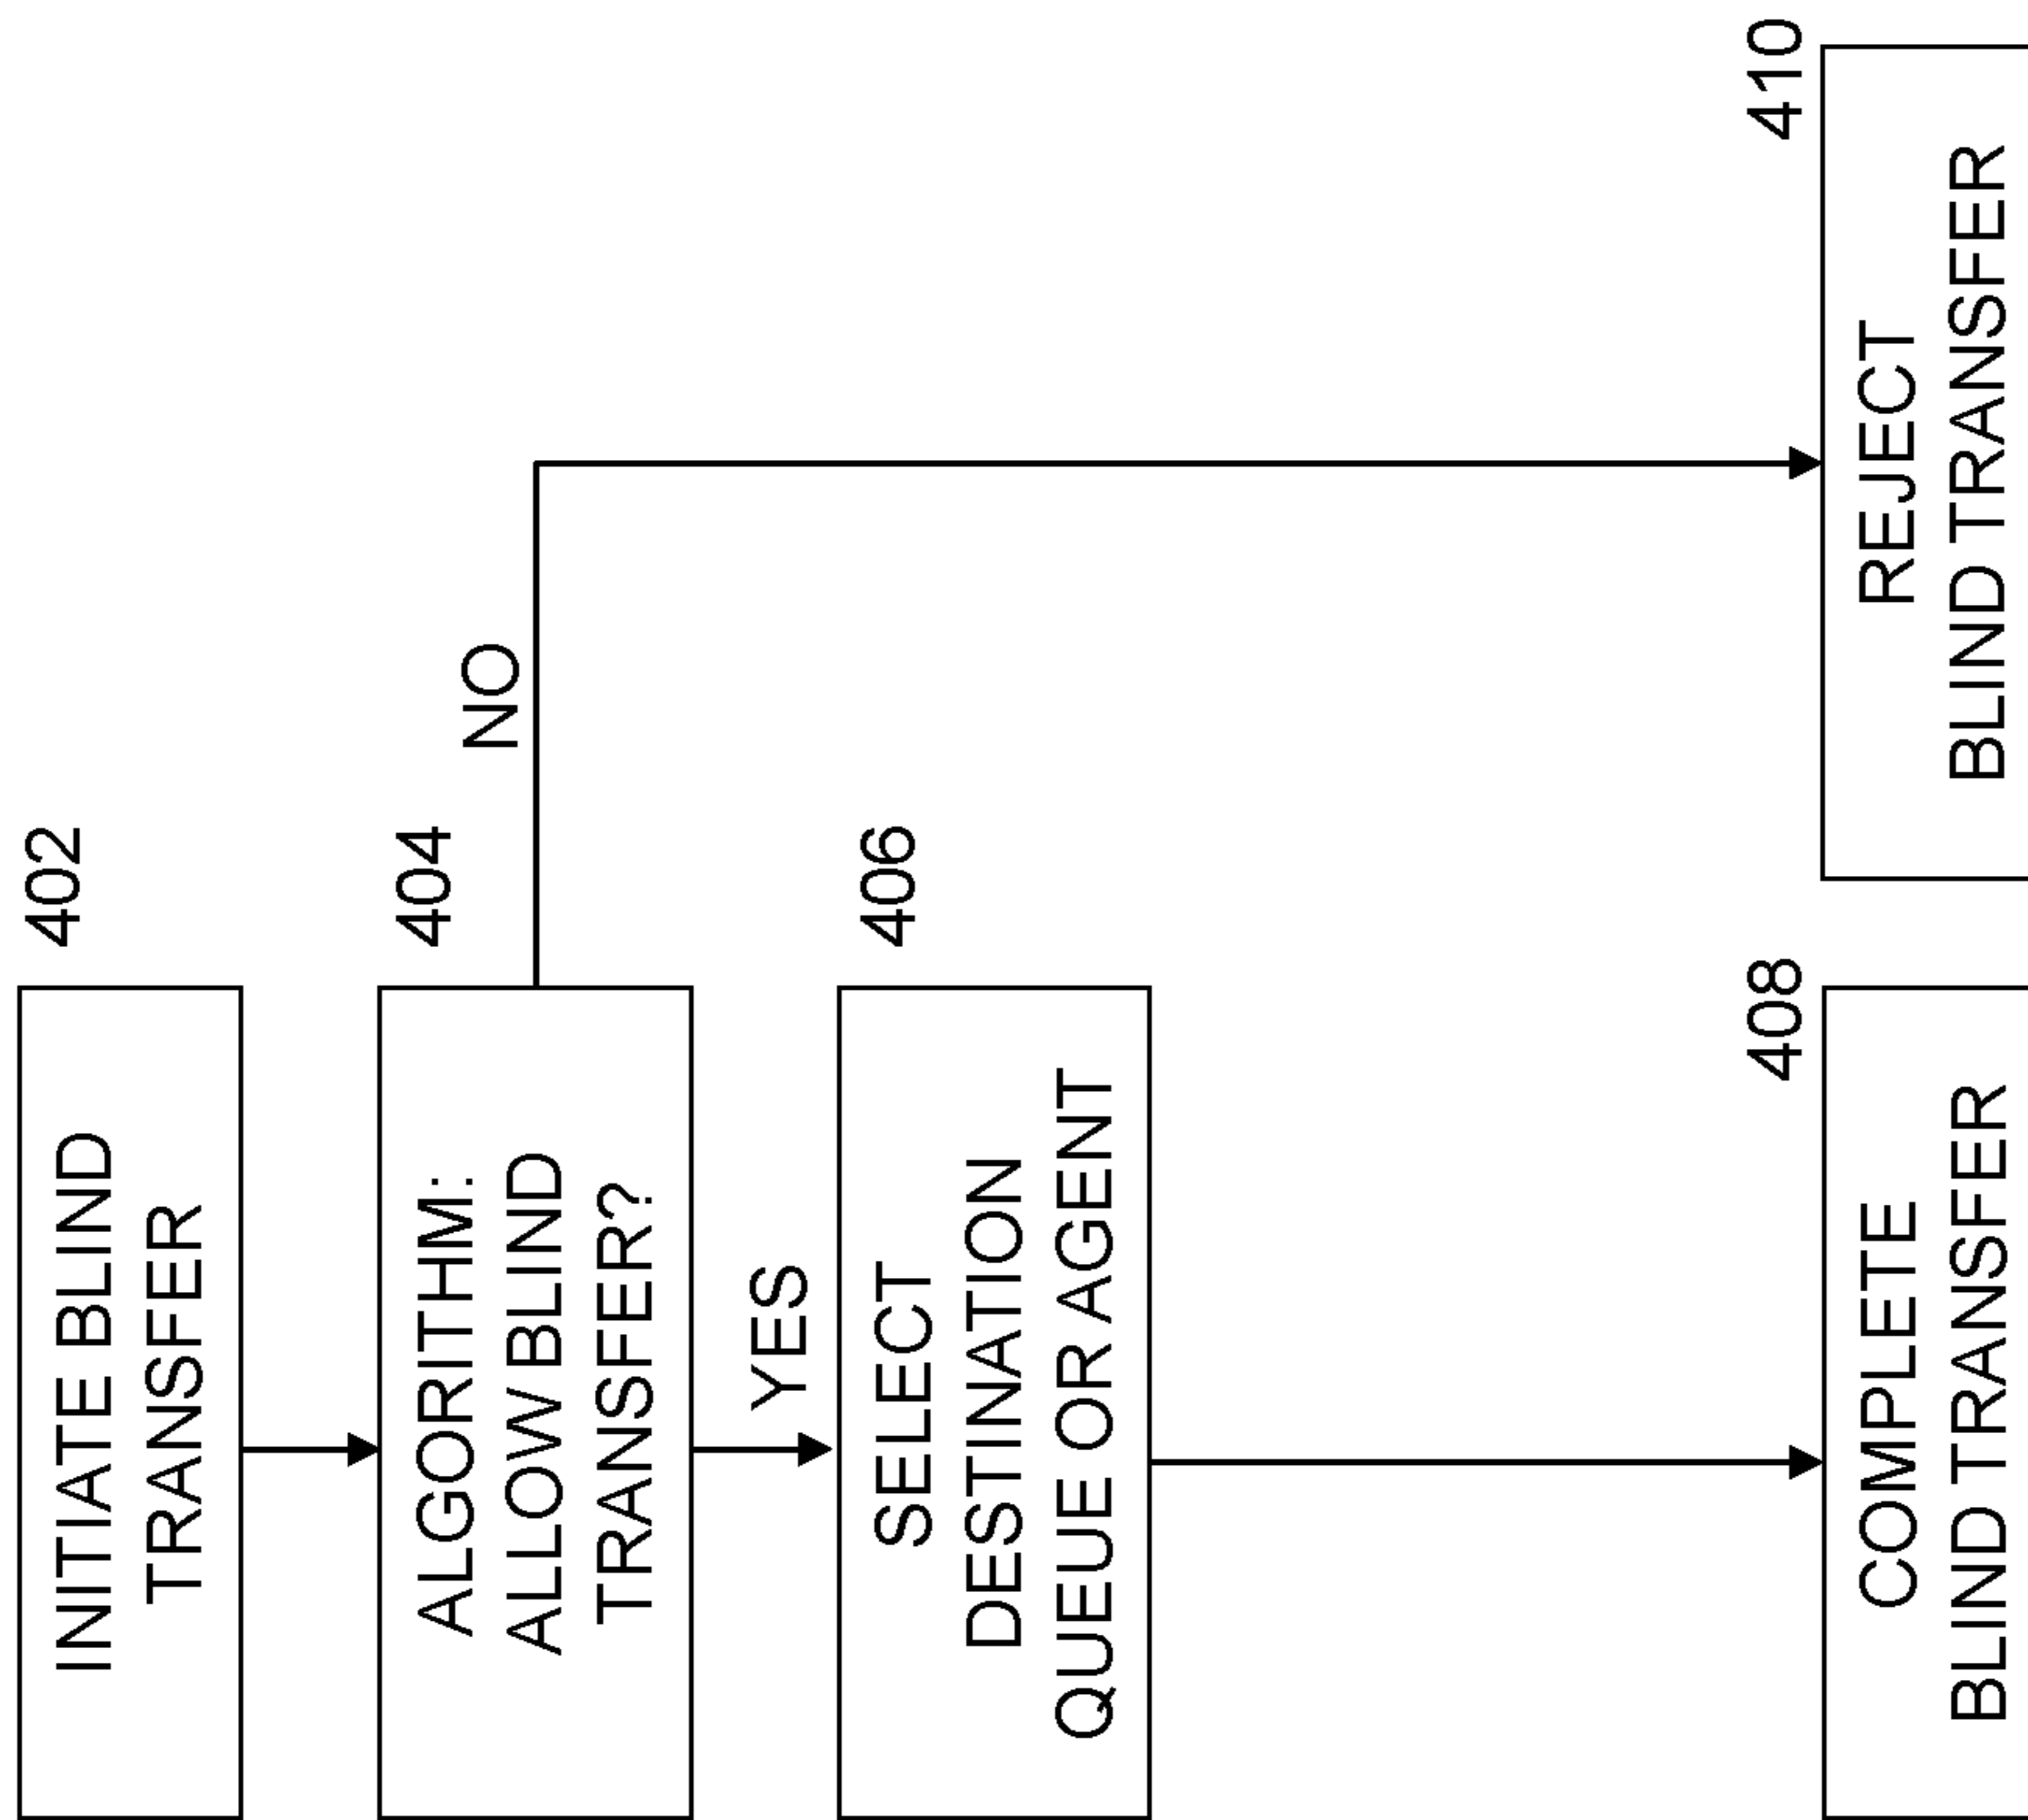 402
INITIATE BLIND
TRANSFER
404
ALGORITHM:
ALLOW BLIND
TRANSFER?
NO
YES
406
SELECT
DESTINATION
QUEUE OR AGENT
408
COMPLETE
BLIND TRANSFER
410
REJECT
BLIND TRANSFER